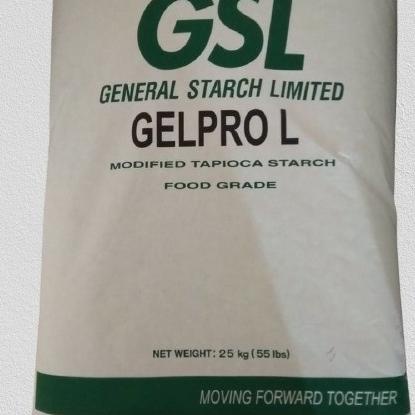 GSL
GENERAL STARCH LIMITED
GELPRO L
MODIFIED TAPIOCA STARCH
FOOD GRADE
NET WEIGHT: 25 kg (55 lbs)
MOVING FORWARD TOGETHER